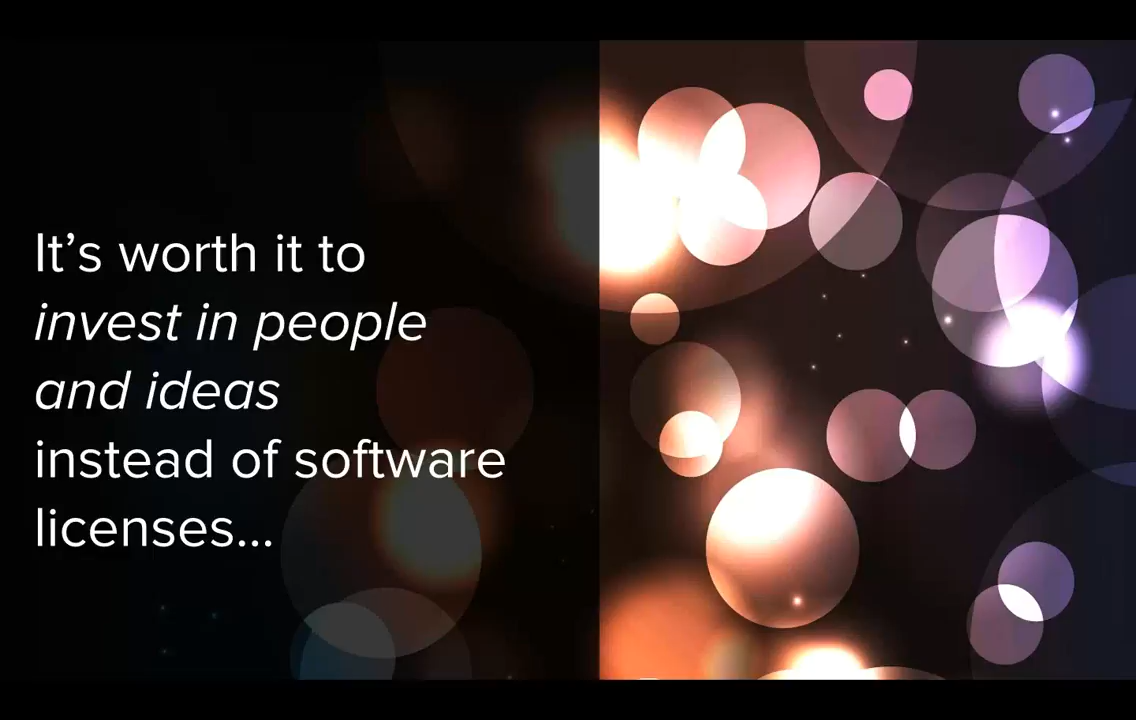 It’s worth it to
invest in people
and ideas
instead of software
licenses...